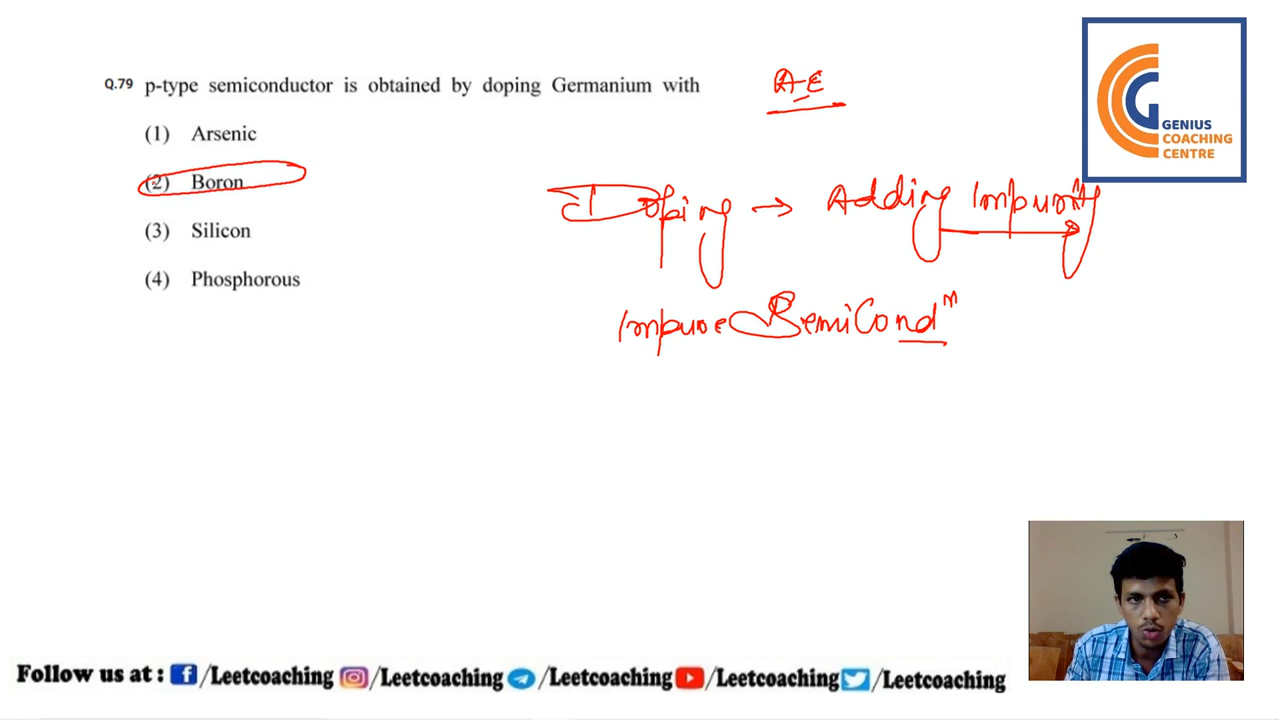 Q.79 p-type semiconductor is obtained by doping Germanium with
(1) Arsenic
(2) Boron
(3) Silicon
(4) Phosphorous
A-E
Doping → Adding Impurity
Impure SemiCondⁿ
GENIUS
COACHING
CENTRE
Follow us at : /Leetcoaching /Leetcoaching /Leetcoaching /Leetcoaching /Leetcoaching